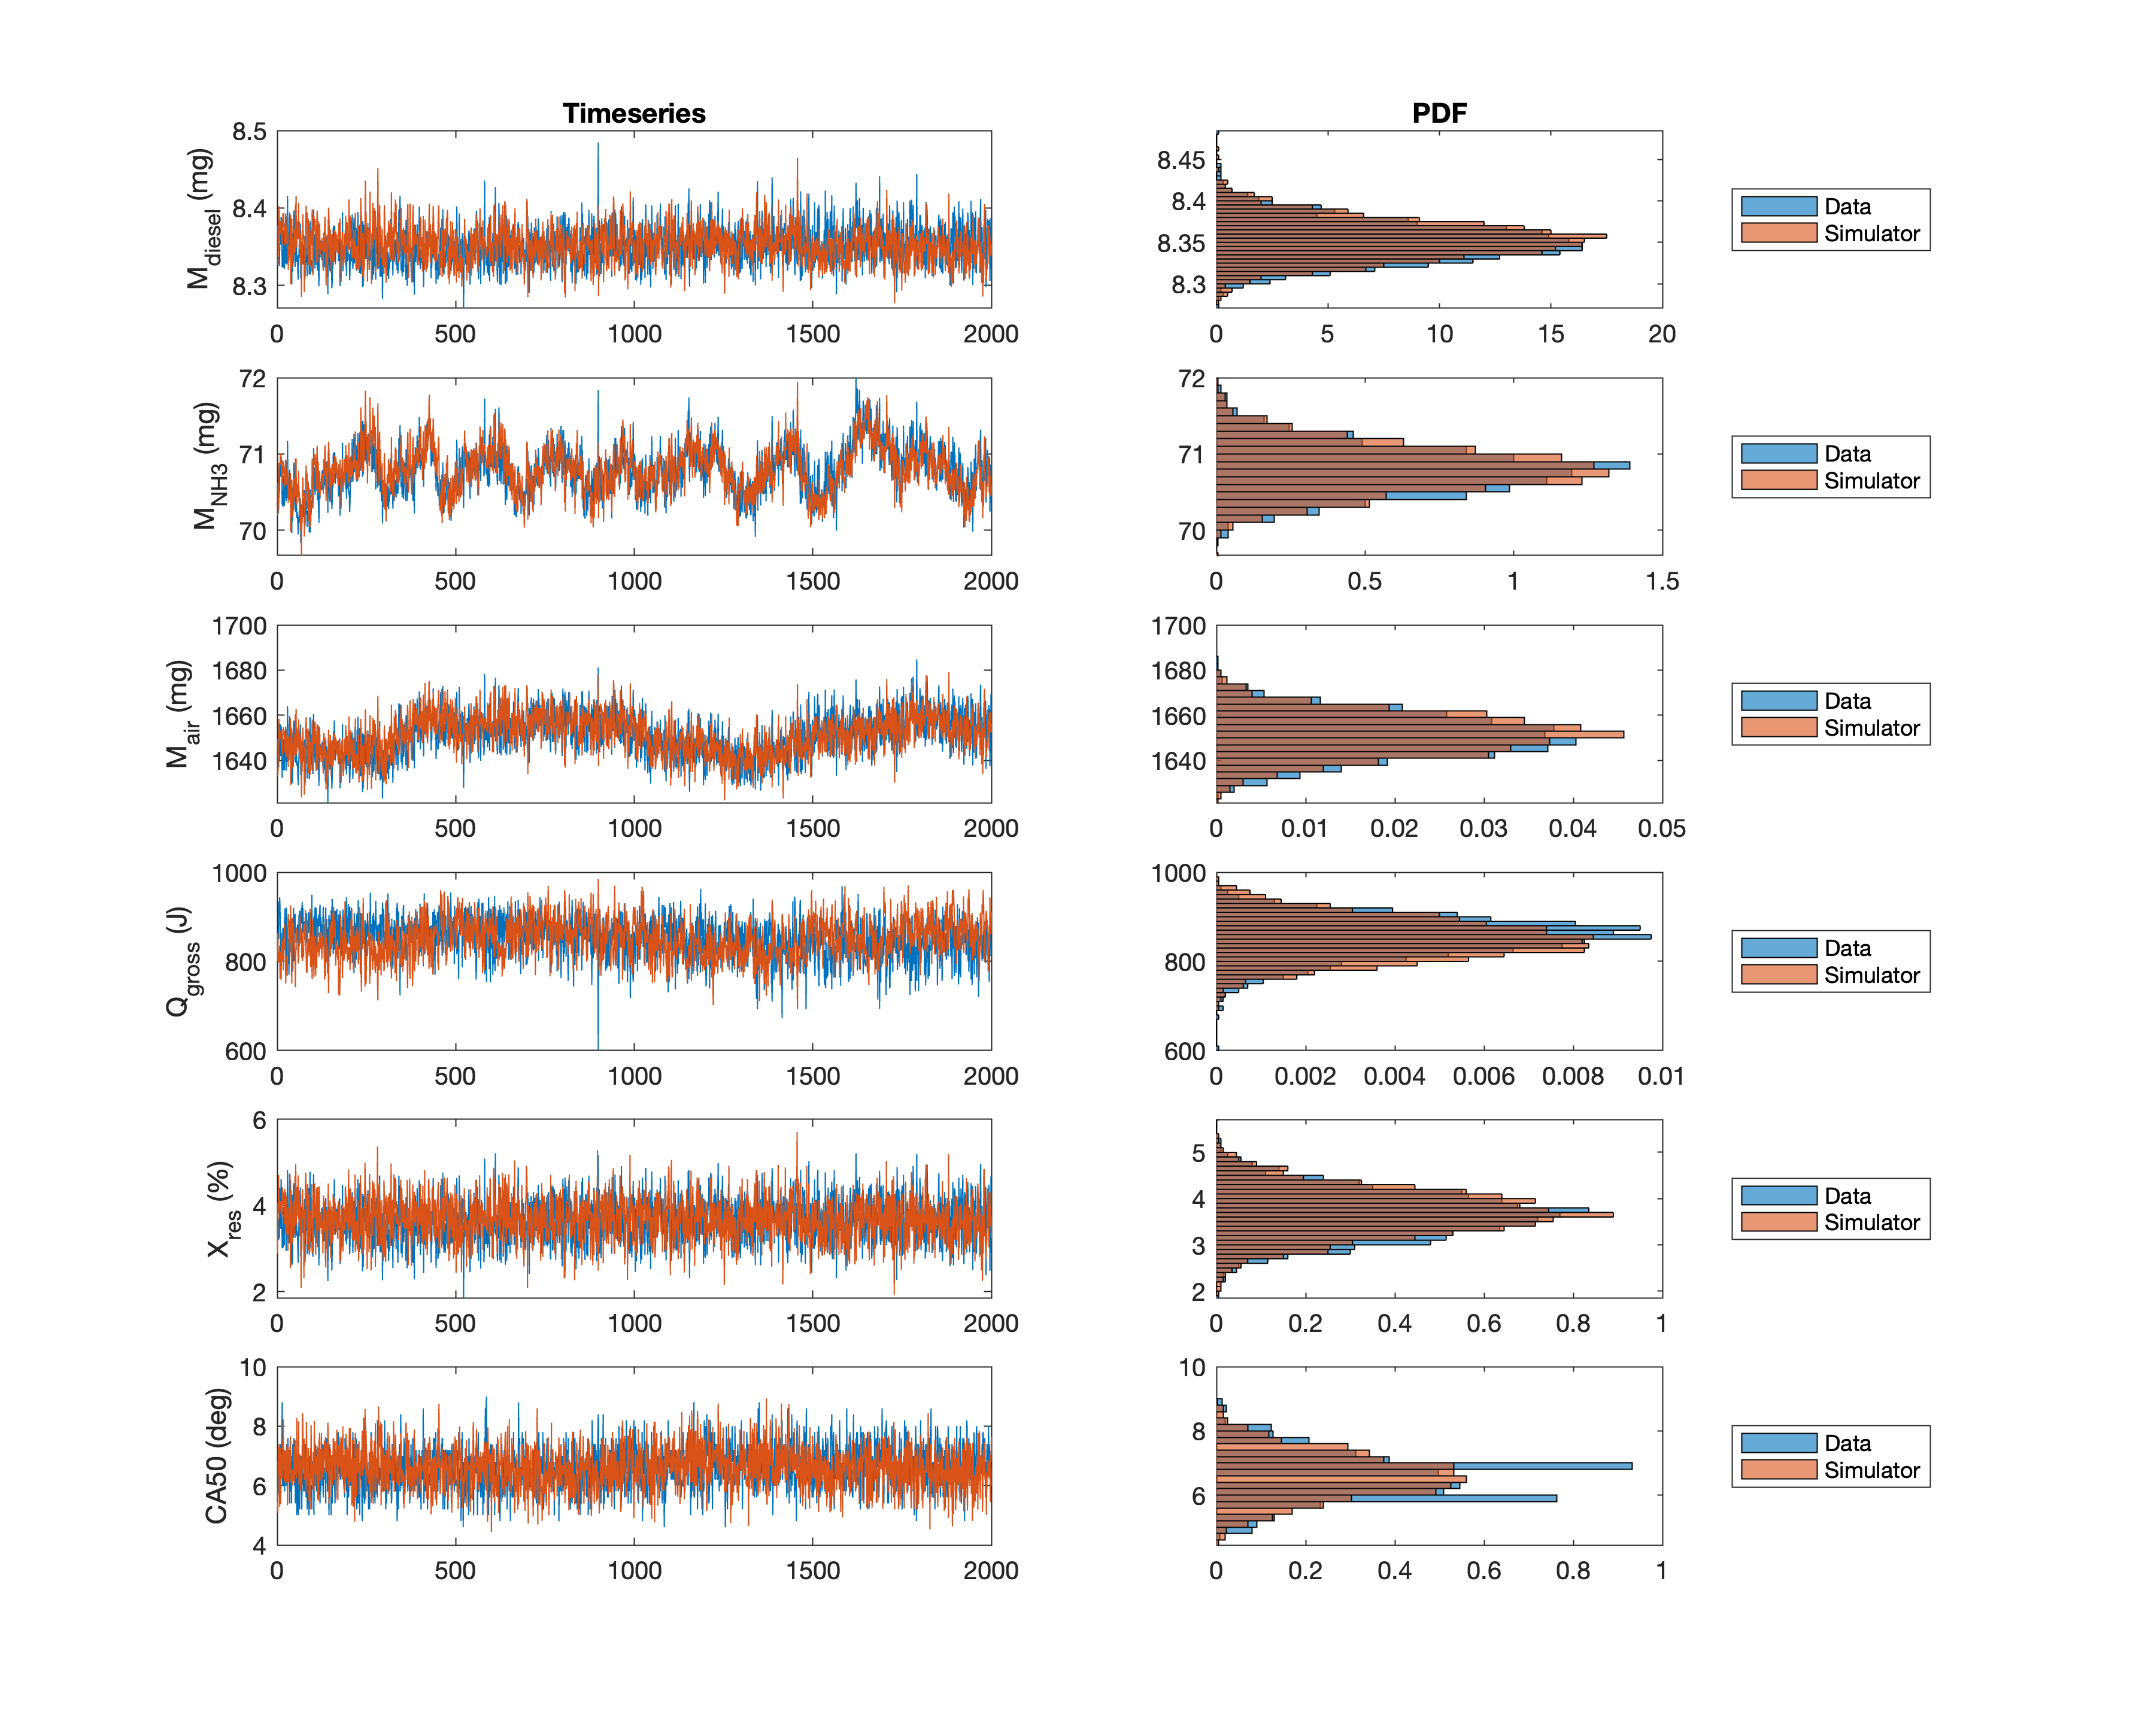 Timeseries
PDF
M_diesel (mg)
8.5
8.4
8.3
0 500 1000 1500 2000
8.45
8.4
8.35
8.3
0 5 10 15 20
Data
Simulator
M_NH3 (mg)
72
71
70
0 500 1000 1500 2000
72
71
70
0 0.5 1 1.5
Data
Simulator
M_air (mg)
1700
1680
1660
1640
0 500 1000 1500 2000
1700
1680
1660
1640
0 0.01 0.02 0.03 0.04 0.05
Data
Simulator
Q_gross (J)
1000
800
600
0 500 1000 1500 2000
1000
800
600
0 0.002 0.004 0.006 0.008 0.01
Data
Simulator
X_res (%)
6
4
2
0 500 1000 1500 2000
5
4
3
2
0 0.2 0.4 0.6 0.8 1
Data
Simulator
CA50 (deg)
10
8
6
4
0 500 1000 1500 2000
10
8
6
0 0.2 0.4 0.6 0.8 1
Data
Simulator